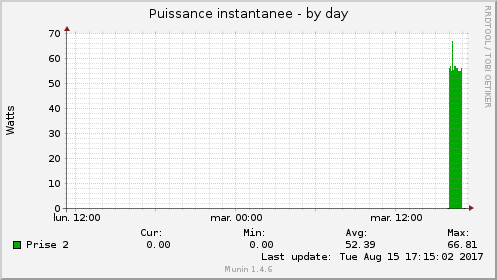 Puissance instantanee - by day
RRDTOOL / TOBI OETIKER
Watts
70
60
50
40
30
20
10
0
lun. 12:00 mar. 00:00 mar. 12:00
Cur: Min: Avg: Max:
Prise 2 0.00 0.00 52.39 66.81
Last update: Tue Aug 15 17:15:02 2017
Munin 1.4.6